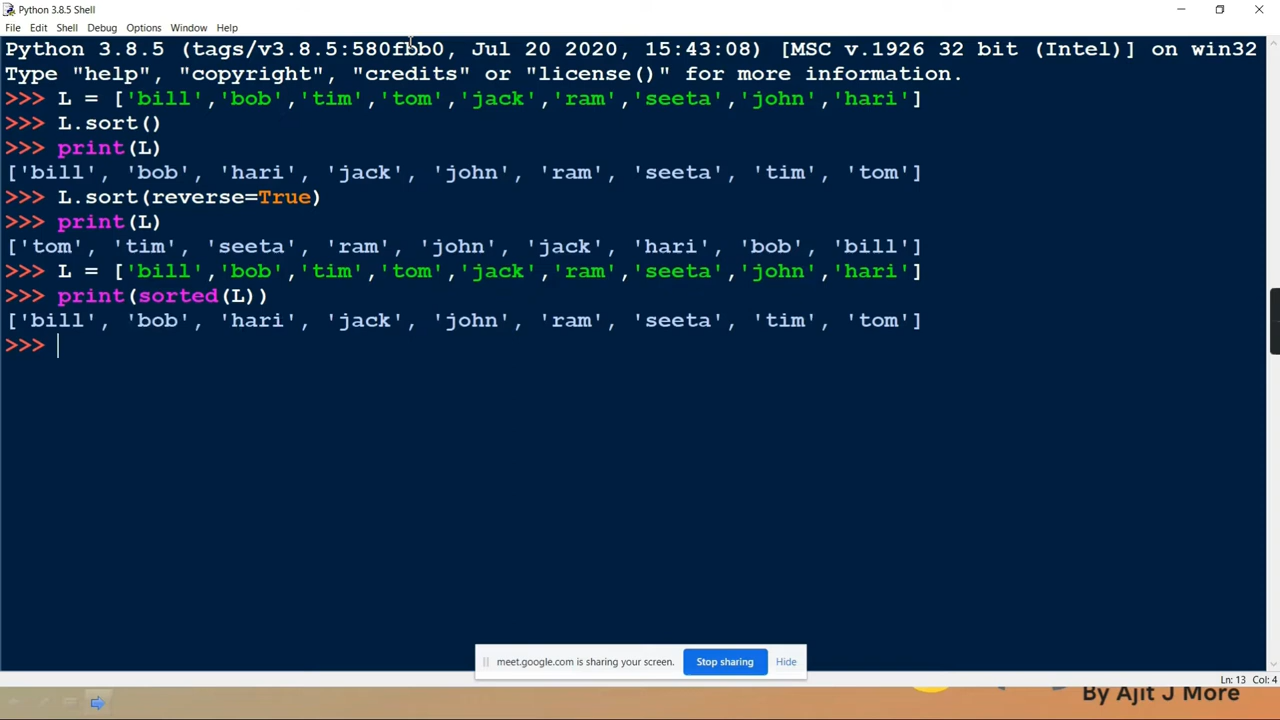 Python 3.8.5 Shell
File Edit Shell Debug Options Window Help
Python 3.8.5 (tags/v3.8.5:580fbb0, Jul 20 2020, 15:43:08) [MSC v.1926 32 bit (Intel)] on win32
Type "help", "copyright", "credits" or "license()" for more information.
>>> L = ['bill','bob','tim','tom','jack','ram','seeta','john','hari']
>>> L.sort()
>>> print(L)
['bill', 'bob', 'hari', 'jack', 'john', 'ram', 'seeta', 'tim', 'tom']
>>> L.sort(reverse=True)
>>> print(L)
['tom', 'tim', 'seeta', 'ram', 'john', 'jack', 'hari', 'bob', 'bill']
>>> L = ['bill','bob','tim','tom','jack','ram','seeta','john','hari']
>>> print(sorted(L))
['bill', 'bob', 'hari', 'jack', 'john', 'ram', 'seeta', 'tim', 'tom']
>>>
meet.google.com is sharing your screen. Stop sharing Hide
Ln: 13 Col: 4
By Ajit J More